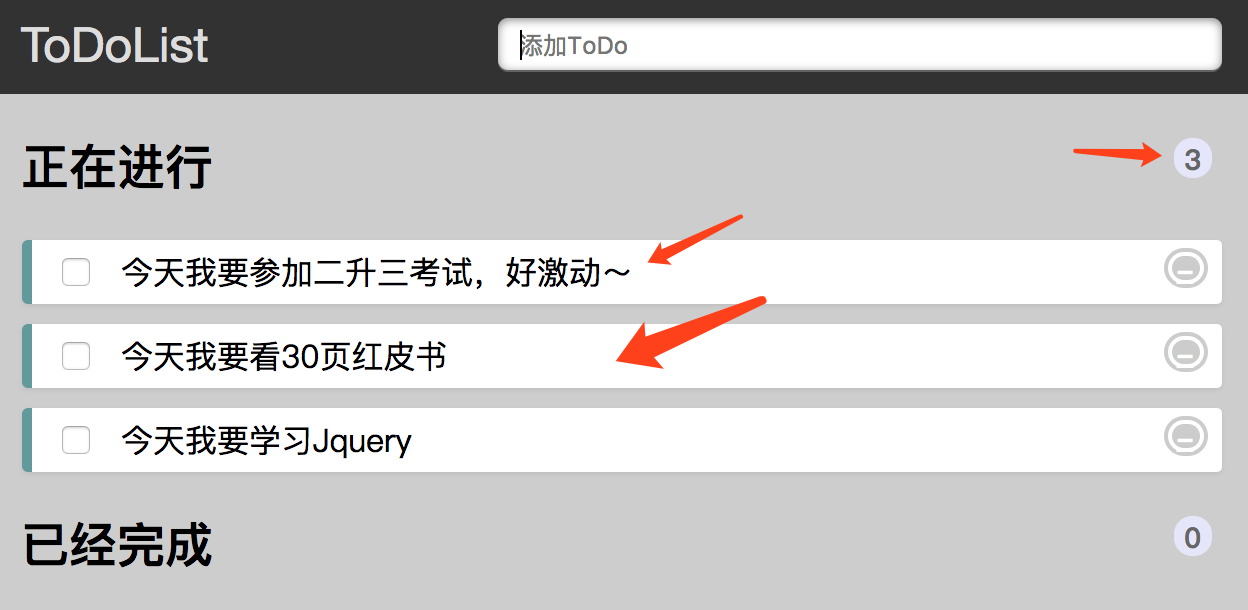 ToDoList
添加ToDo
正在进行
3
今天我要参加二升三考试，好激动～
今天我要看30页红皮书
今天我要学习Jquery
已经完成
0